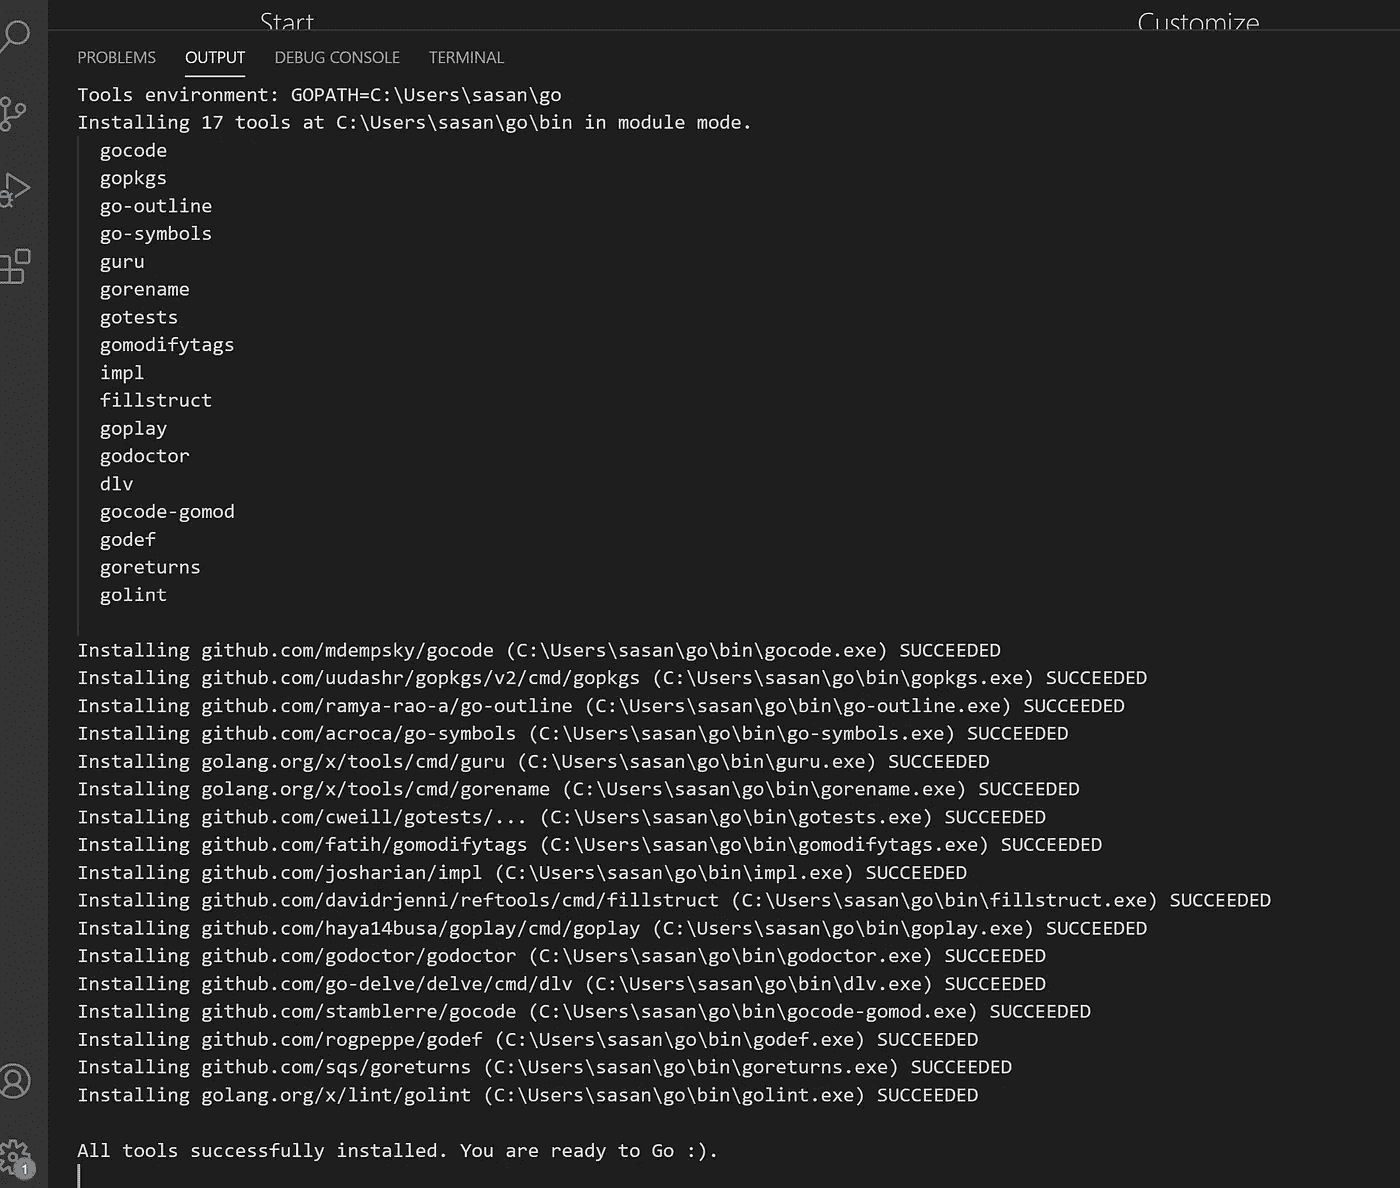 Start
Customize
PROBLEMS OUTPUT DEBUG CONSOLE TERMINAL
Tools environment: GOPATH=C:\Users\sasan\go
Installing 17 tools at C:\Users\sasan\go\bin in module mode.
gocode
gopkgs
go-outline
go-symbols
guru
gorename
gotests
gomodifytags
impl
fillstruct
goplay
godoctor
dlv
gocode-gomod
godef
goreturns
golint
Installing github.com/mdempsky/gocode (C:\Users\sasan\go\bin\gocode.exe) SUCCEEDED
Installing github.com/uudashr/gopkgs/v2/cmd/gopkgs (C:\Users\sasan\go\bin\gopkgs.exe) SUCCEEDED
Installing github.com/ramya-rao-a/go-outline (C:\Users\sasan\go\bin\go-outline.exe) SUCCEEDED
Installing github.com/acroca/go-symbols (C:\Users\sasan\go\bin\go-symbols.exe) SUCCEEDED
Installing golang.org/x/tools/cmd/guru (C:\Users\sasan\go\bin\guru.exe) SUCCEEDED
Installing golang.org/x/tools/cmd/gorename (C:\Users\sasan\go\bin\gorename.exe) SUCCEEDED
Installing github.com/cweill/gotests/... (C:\Users\sasan\go\bin\gotests.exe) SUCCEEDED
Installing github.com/fatih/gomodifytags (C:\Users\sasan\go\bin\gomodifytags.exe) SUCCEEDED
Installing github.com/josharian/impl (C:\Users\sasan\go\bin\impl.exe) SUCCEEDED
Installing github.com/davidrjenni/reftools/cmd/fillstruct (C:\Users\sasan\go\bin\fillstruct.exe) SUCCEEDED
Installing github.com/haya14busa/goplay/cmd/goplay (C:\Users\sasan\go\bin\goplay.exe) SUCCEEDED
Installing github.com/godoctor/godoctor (C:\Users\sasan\go\bin\godoctor.exe) SUCCEEDED
Installing github.com/go-delve/delve/cmd/dlv (C:\Users\sasan\go\bin\dlv.exe) SUCCEEDED
Installing github.com/stamblerre/gocode (C:\Users\sasan\go\bin\gocode-gomod.exe) SUCCEEDED
Installing github.com/rogpeppe/godef (C:\Users\sasan\go\bin\godef.exe) SUCCEEDED
Installing github.com/sqs/goreturns (C:\Users\sasan\go\bin\goreturns.exe) SUCCEEDED
Installing golang.org/x/lint/golint (C:\Users\sasan\go\bin\golint.exe) SUCCEEDED
All tools successfully installed. You are ready to Go :).
1